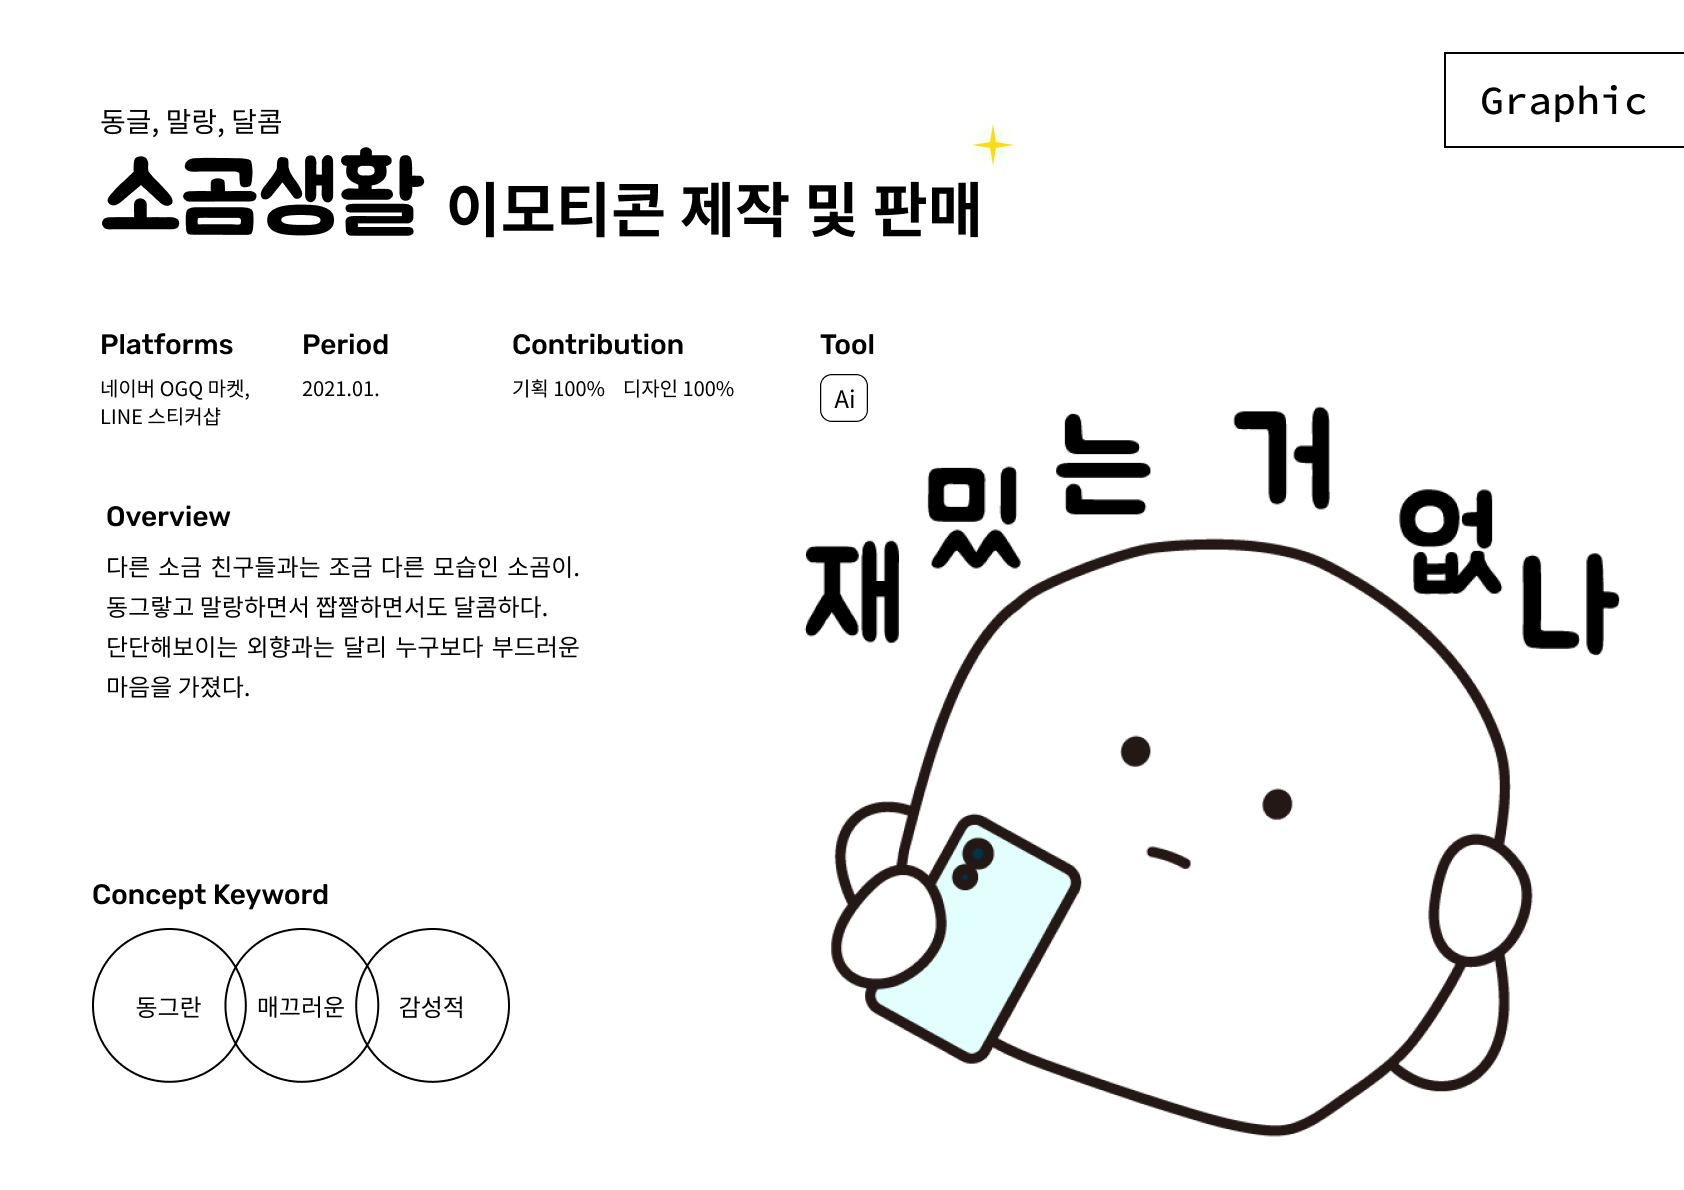 Graphic
동글, 말랑, 달콤
소곰생활 이모티콘 제작 및 판매
Platforms
네이버 OGQ 마켓,
LINE 스티커샵
Period
2021.01.
Contribution
기획 100% 디자인 100%
Tool
Ai
Overview
다른 소금 친구들과는 조금 다른 모습인 소곰이.
동그랗고 말랑하면서 짭짤하면서도 달콤하다.
단단해보이는 외향과는 달리 누구보다 부드러운
마음을 가졌다.
Concept Keyword
동그란
매끄러운
감성적
재밌는 거 없나